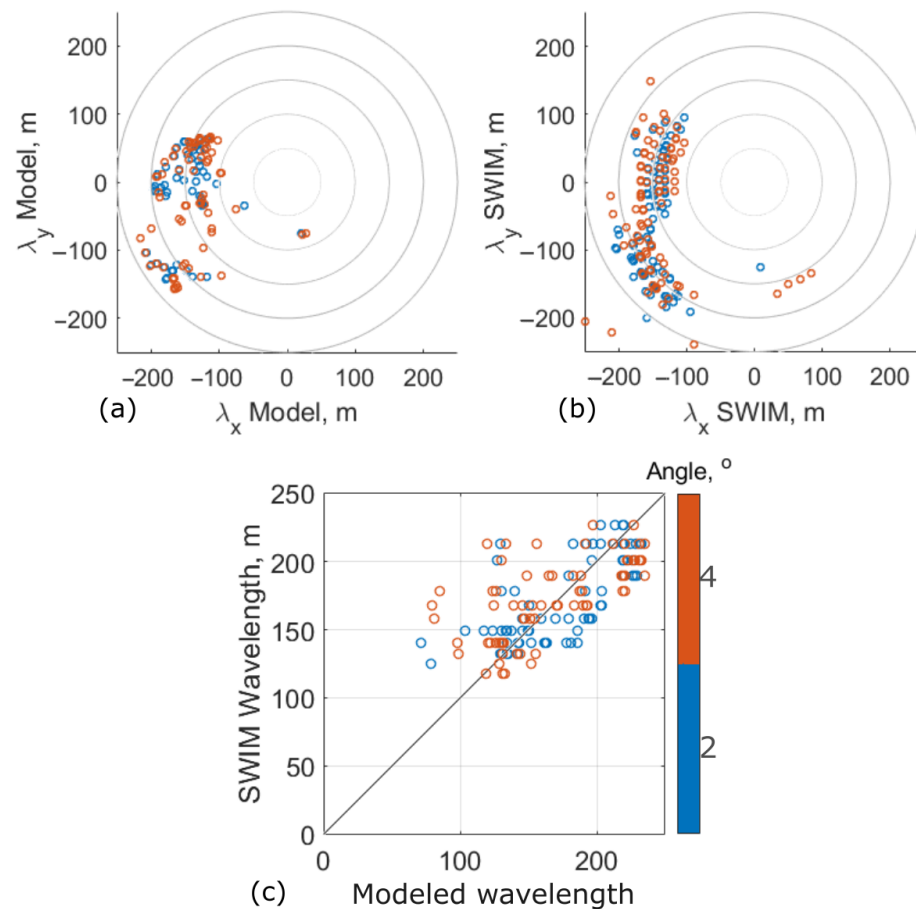 200
100
0
−100
−200
λy Model, m
−200 −100 0 100 200
λx Model, m
(a)
200
100
0
−100
−200
λy SWIM, m
−200 −100 0 100 200
λx SWIM, m
(b)
Angle, o
250
200
150
100
50
0
SWIM Wavelength, m
0 100 200
Modeled wavelength
(c)
4
2